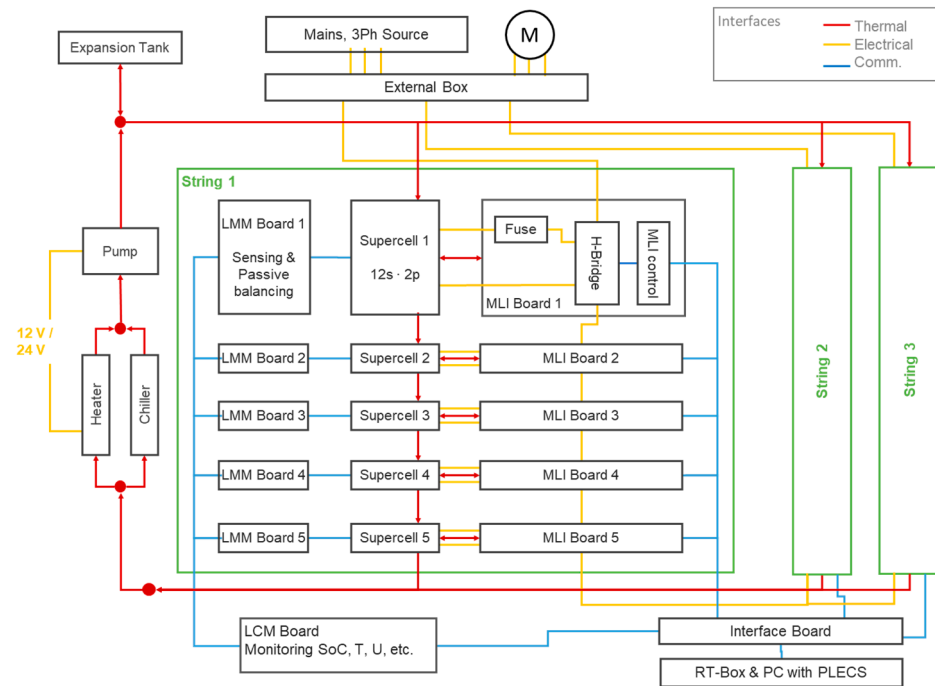 Mains, 3Ph Source
M
Interfaces
Thermal
Electrical
Comm.
Expansion Tank
External Box
String 1
LMM Board 1
Sensing &
Passive
balancing
Supercell 1
12s · 2p
Fuse
H-Bridge
MLI control
MLI Board 1
Pump
12 V /
24 V
Heater
Chiller
LMM Board 2
Supercell 2
MLI Board 2
LMM Board 3
Supercell 3
MLI Board 3
LMM Board 4
Supercell 4
MLI Board 4
LMM Board 5
Supercell 5
MLI Board 5
String 2
String 3
LCM Board
Monitoring SoC, T, U, etc.
Interface Board
RT-Box & PC with PLECS